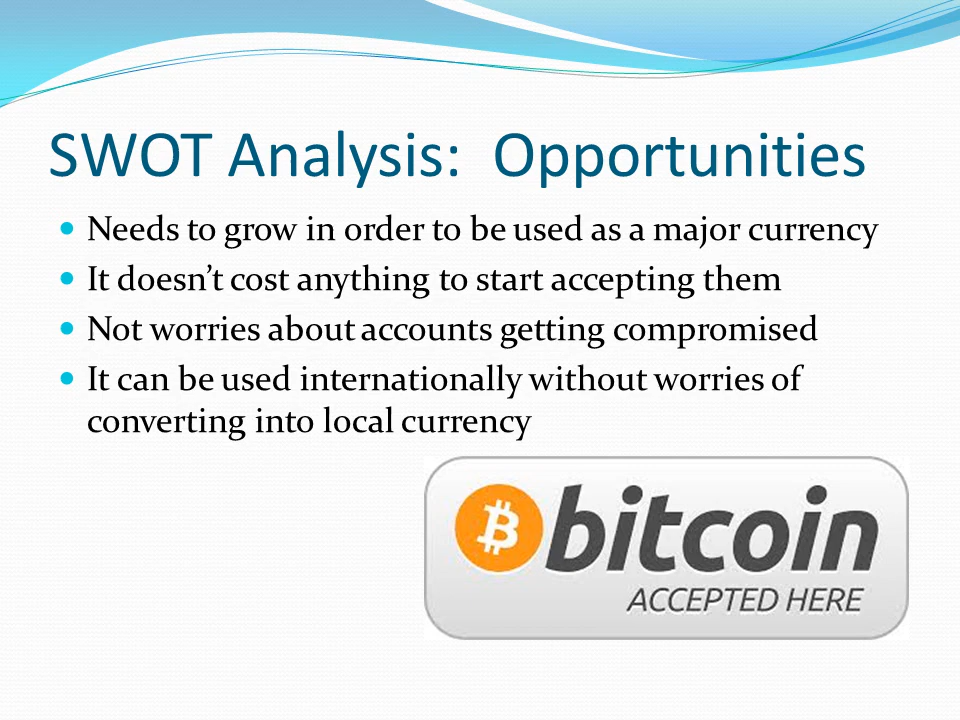 SWOT Analysis: Opportunities
Needs to grow in order to be used as a major currency
It doesn’t cost anything to start accepting them
Not worries about accounts getting compromised
It can be used internationally without worries of
converting into local currency
bitcoin
ACCEPTED HERE